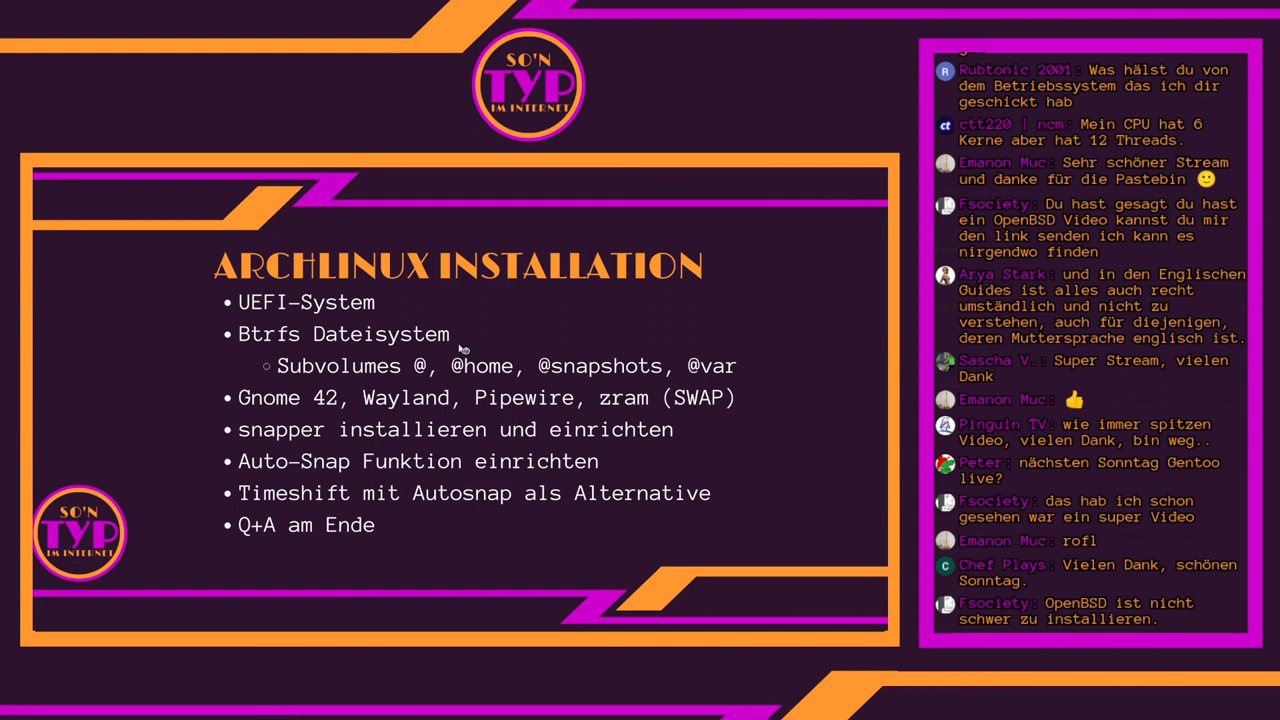 SO'N
TYP
IM INTERNET
ARCHLINUX INSTALLATION
• UEFI-System
• Btrfs Dateisystem
◦ Subvolumes @, @home, @snapshots, @var
• Gnome 42, Wayland, Pipewire, zram (SWAP)
• snapper installieren und einrichten
• Auto-Snap Funktion einrichten
• Timeshift mit Autosnap als Alternative
• Q+A am Ende
SO'N
TYP
IM INTERNET
R
Rubtonic 2001: Was hälst du von
dem Betriebssystem das ich dir
geschickt hab
ct
ctt220 | ncm: Mein CPU hat 6
Kerne aber hat 12 Threads.
Emanon Muc: Sehr schöner Stream
und danke für die Pastebin 🙂
Fsociety: Du hast gesagt du hast
ein OpenBSD Video kannst du mir
den link senden ich kann es
nirgendwo finden
Arya Stark: und in den Englischen
Guides ist alles auch recht
umständlich und nicht zu
verstehen, auch für diejenigen,
deren Muttersprache englisch ist.
Sascha V.: Super Stream, vielen
Dank
Emanon Muc: 👍
Pinguin TV: wie immer spitzen
Video, vielen Dank, bin weg..
Peter: nächsten Sonntag Gentoo
live?
Fsociety: das hab ich schon
gesehen war ein super Video
Emanon Muc: rofl
C
Chef Plays: Vielen Dank, schönen
Sonntag.
Fsociety: OpenBSD ist nicht
schwer zu installieren.